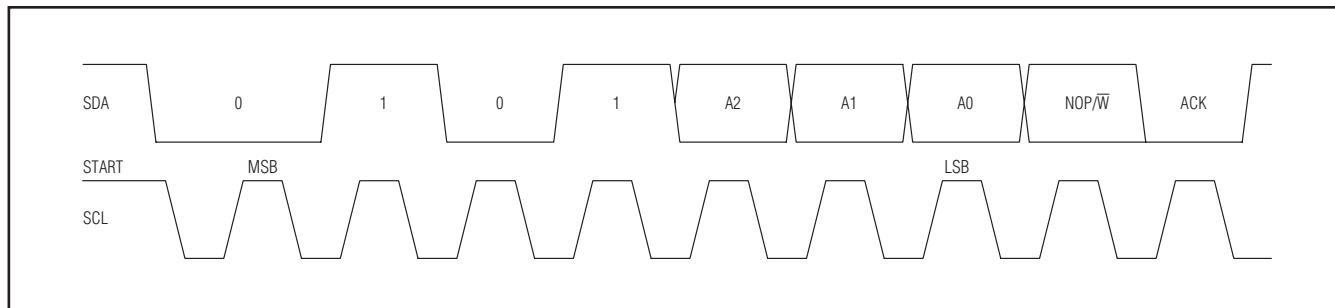 SDA 0 1 0 1 A2 A1 A0 NOP/W̅ ACK
START MSB LSB
SCL